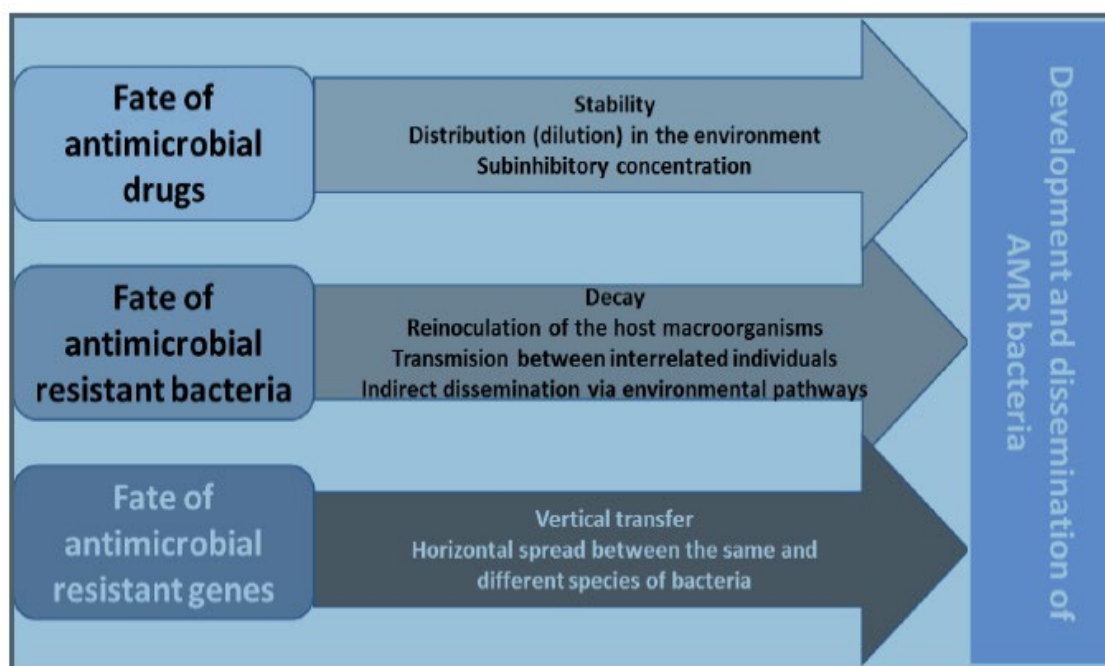 Fate of
antimicrobial
drugs
Stability
Distribution (dilution) in the environment
Subinhibitory concentration
Fate of
antimicrobial
resistant bacteria
Decay
Reinoculation of the host macroorganisms
Transmision between interrelated individuals
Indirect dissemination via environmental pathways
Fate of
antimicrobial
resistant genes
Vertical transfer
Horizontal spread between the same and
different species of bacteria
Development and dissemination of
AMR bacteria